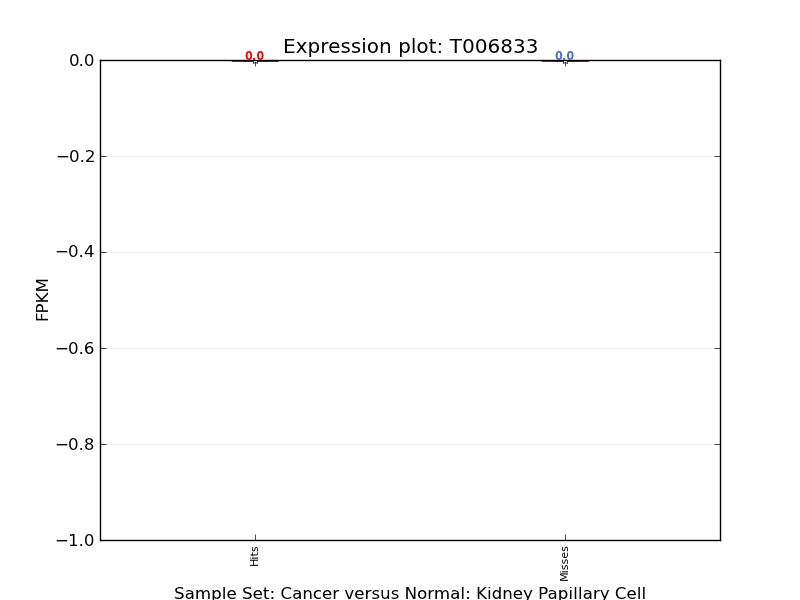 Expression plot: T006833
0.0
0.0
0.0
−0.2
−0.4
−0.6
−0.8
−1.0
FPKM
Hits
Misses
Sample Set: Cancer versus Normal: Kidney Papillary Cell